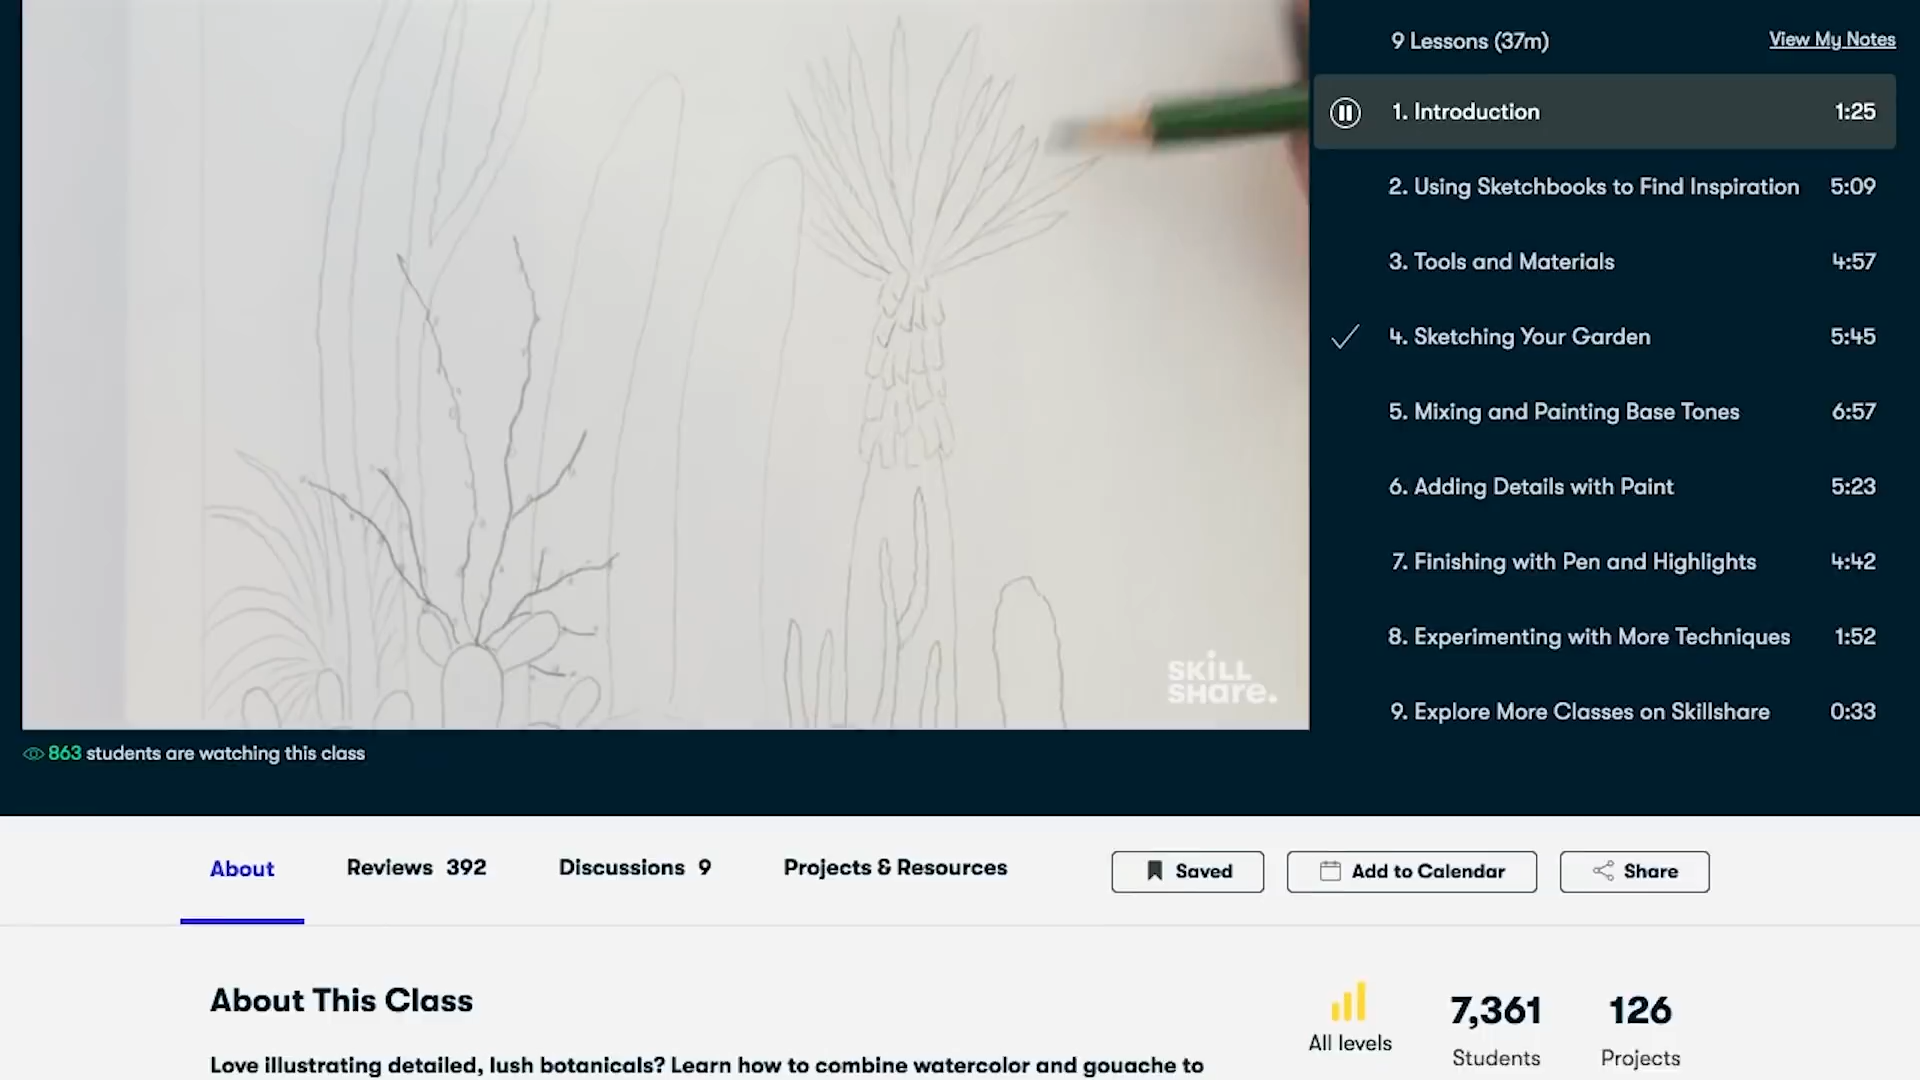 9 Lessons (37m)
View My Notes
1. Introduction 1:25
2. Using Sketchbooks to Find Inspiration 5:09
3. Tools and Materials 4:57
4. Sketching Your Garden 5:45
5. Mixing and Painting Base Tones 6:57
6. Adding Details with Paint 5:23
7. Finishing with Pen and Highlights 4:42
8. Experimenting with More Techniques 1:52
9. Explore More Classes on Skillshare 0:33
SKiLL
SHare.
863 students are watching this class
About
Reviews 392
Discussions 9
Projects & Resources
Saved
Add to Calendar
Share
About This Class
Love illustrating detailed, lush botanicals? Learn how to combine watercolor and gouache to
All levels
7,361
Students
126
Projects